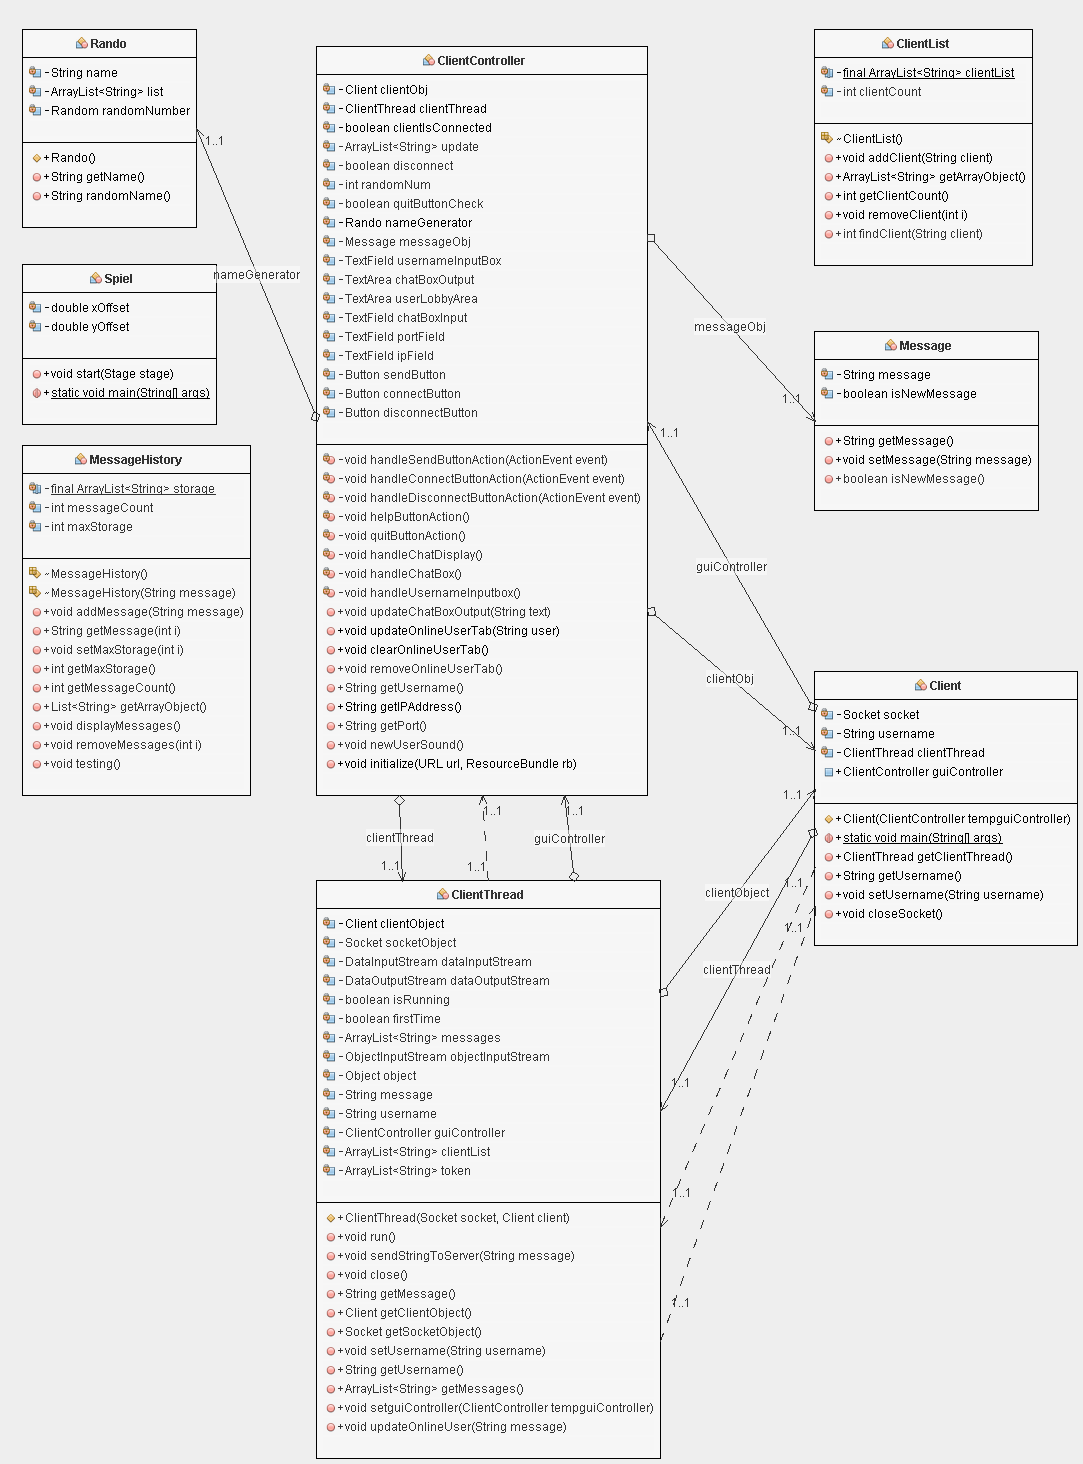 Rando
-String name
-ArrayList<String> list
-Random randomNumber
+Rando()
+String getName()
+String randomName()
1..1
nameGenerator
Spiel
-double xOffset
-double yOffset
+void start(Stage stage)
+static void main(String[] args)
MessageHistory
-final ArrayList<String> storage
-int messageCount
-int maxStorage
~MessageHistory()
~MessageHistory(String message)
+void addMessage(String message)
+String getMessage(int i)
+void setMaxStorage(int i)
+int getMaxStorage()
+int getMessageCount()
+List<String> getArrayObject()
+void displayMessages()
+void removeMessages(int i)
+void testing()
ClientController
-Client clientObj
-ClientThread clientThread
-boolean clientIsConnected
-ArrayList<String> update
-boolean disconnect
-int randomNum
-boolean quitButtonCheck
-Rando nameGenerator
-Message messageObj
-TextField usernameInputBox
-TextArea chatBoxOutput
-TextArea userLobbyArea
-TextField chatBoxInput
-TextField portField
-TextField ipField
-Button sendButton
-Button connectButton
-Button disconnectButton
-void handleSendButtonAction(ActionEvent event)
-void handleConnectButtonAction(ActionEvent event)
-void handleDisconnectButtonAction(ActionEvent event)
-void helpButtonAction()
-void quitButtonAction()
-void handleChatDisplay()
-void handleChatBox()
-void handleUsernameInputbox()
+void updateChatBoxOutput(String text)
+void updateOnlineUserTab(String user)
+void clearOnlineUserTab()
+void removeOnlineUserTab()
+String getUsername()
+String getIPAddress()
+String getPort()
+void newUserSound()
+void initialize(URL url, ResourceBundle rb)
ClientList
-final ArrayList<String> clientList
-int clientCount
~ClientList()
+void addClient(String client)
+ArrayList<String> getArrayObject()
+int getClientCount()
+void removeClient(int i)
+int findClient(String client)
messageObj
1..1
Message
-String message
-boolean isNewMessage
+String getMessage()
+void setMessage(String message)
+boolean isNewMessage()
1..1
guiController
clientObj
1..1
Client
-Socket socket
-String username
-ClientThread clientThread
+ClientController guiController
+Client(ClientController tempguiController)
+static void main(String[] args)
+ClientThread getClientThread()
+String getUsername()
+void setUsername(String username)
+void closeSocket()
1..1
1..1
1..1
clientThread
guiController
1..1
1..1
clientObject
1..1
1..1
clientThread
1..1
1..1
1..1
ClientThread
-Client clientObject
-Socket socketObject
-DataInputStream dataInputStream
-DataOutputStream dataOutputStream
-boolean isRunning
-boolean firstTime
-ArrayList<String> messages
-ObjectInputStream objectInputStream
-Object object
-String message
-String username
-ClientController guiController
-ArrayList<String> clientList
-ArrayList<String> token
+ClientThread(Socket socket, Client client)
+void run()
+void sendStringToServer(String message)
+void close()
+String getMessage()
+Client getClientObject()
+Socket getSocketObject()
+void setUsername(String username)
+String getUsername()
+ArrayList<String> getMessages()
+void setguiController(ClientController tempguiController)
+void updateOnlineUser(String message)